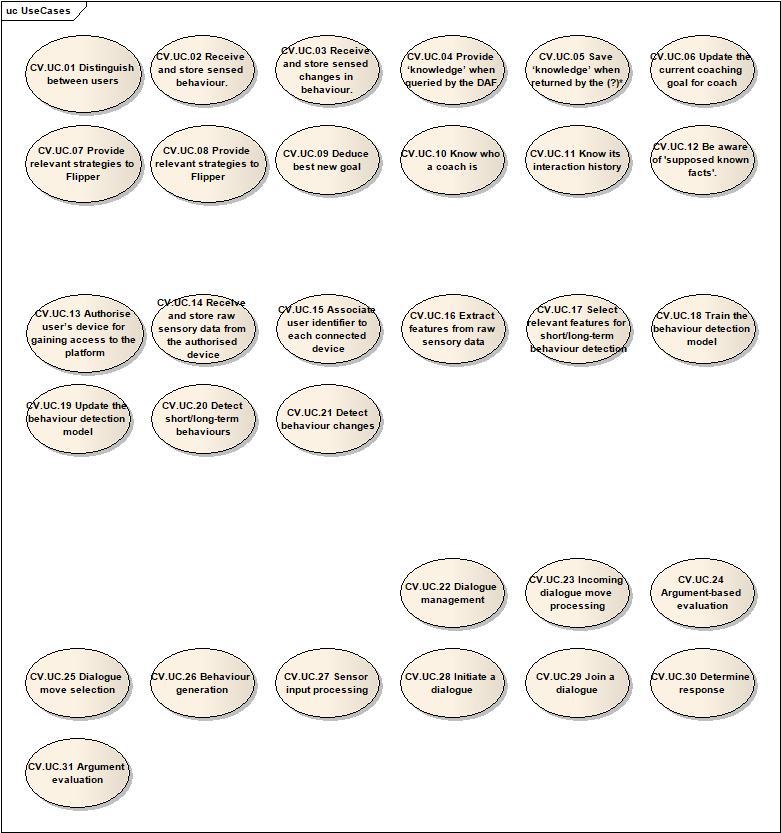 uc UseCases
CV.UC.01 Distinguish
between users
CV.UC.02 Receive
and store sensed
behaviour.
CV.UC.03 Receive
and store sensed
changes in
behaviour.
CV.UC.04 Provide
‘knowledge’ when
queried by the DAF
CV.UC.05 Save
‘knowledge’ when
returned by the (?)*
CV.UC.06 Update the
current coaching
goal for coach
CV.UC.07 Provide
relevant strategies to
Flipper
CV.UC.08 Provide
relevant strategies to
Flipper
CV.UC.09 Deduce
best new goal
CV.UC.10 Know who
a coach is
CV.UC.11 Know its
interaction history
CV.UC.12 Be aware
of 'supposed known
facts'.
CV.UC.13 Authorise
user’s device for
gaining access to the
platform
CV.UC.14 Receive
and store raw
sensory data from
the authorised
device
CV.UC.15 Associate
user identifier to
each connected
device
CV.UC.16 Extract
features from raw
sensory data
CV.UC.17 Select
relevant features for
short/long-term
behaviour detection
CV.UC.18 Train the
behaviour detection
model
CV.UC.19 Update the
behaviour detection
model
CV.UC.20 Detect
short/long-term
behaviours
CV.UC.21 Detect
behaviour changes
CV.UC.22 Dialogue
management
CV.UC.23 Incoming
dialogue move
processing
CV.UC.24
Argument-based
evaluation
CV.UC.25 Dialogue
move selection
CV.UC.26 Behaviour
generation
CV.UC.27 Sensor
input processing
CV.UC.28 Initiate a
dialogue
CV.UC.29 Join a
dialogue
CV.UC.30 Determine
response
CV.UC.31 Argument
evaluation